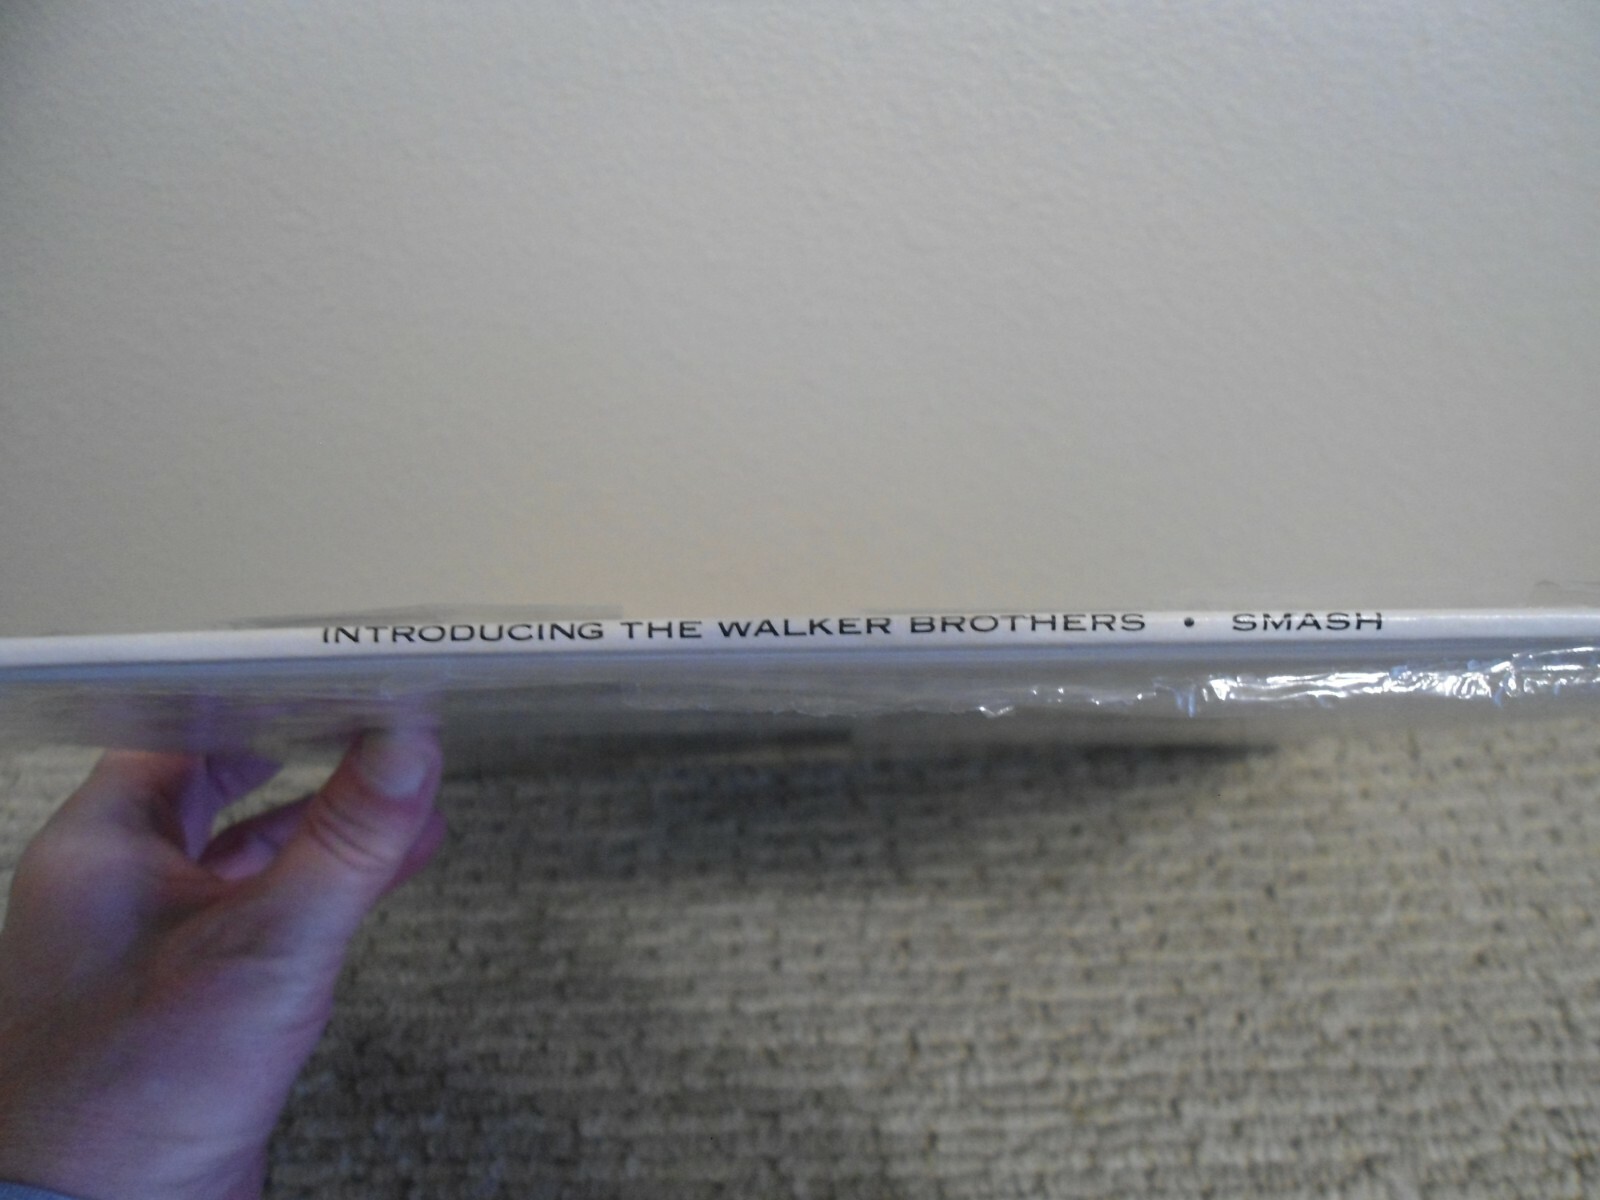 INTRODUCING THE WALKER BROTHERS • SMASH